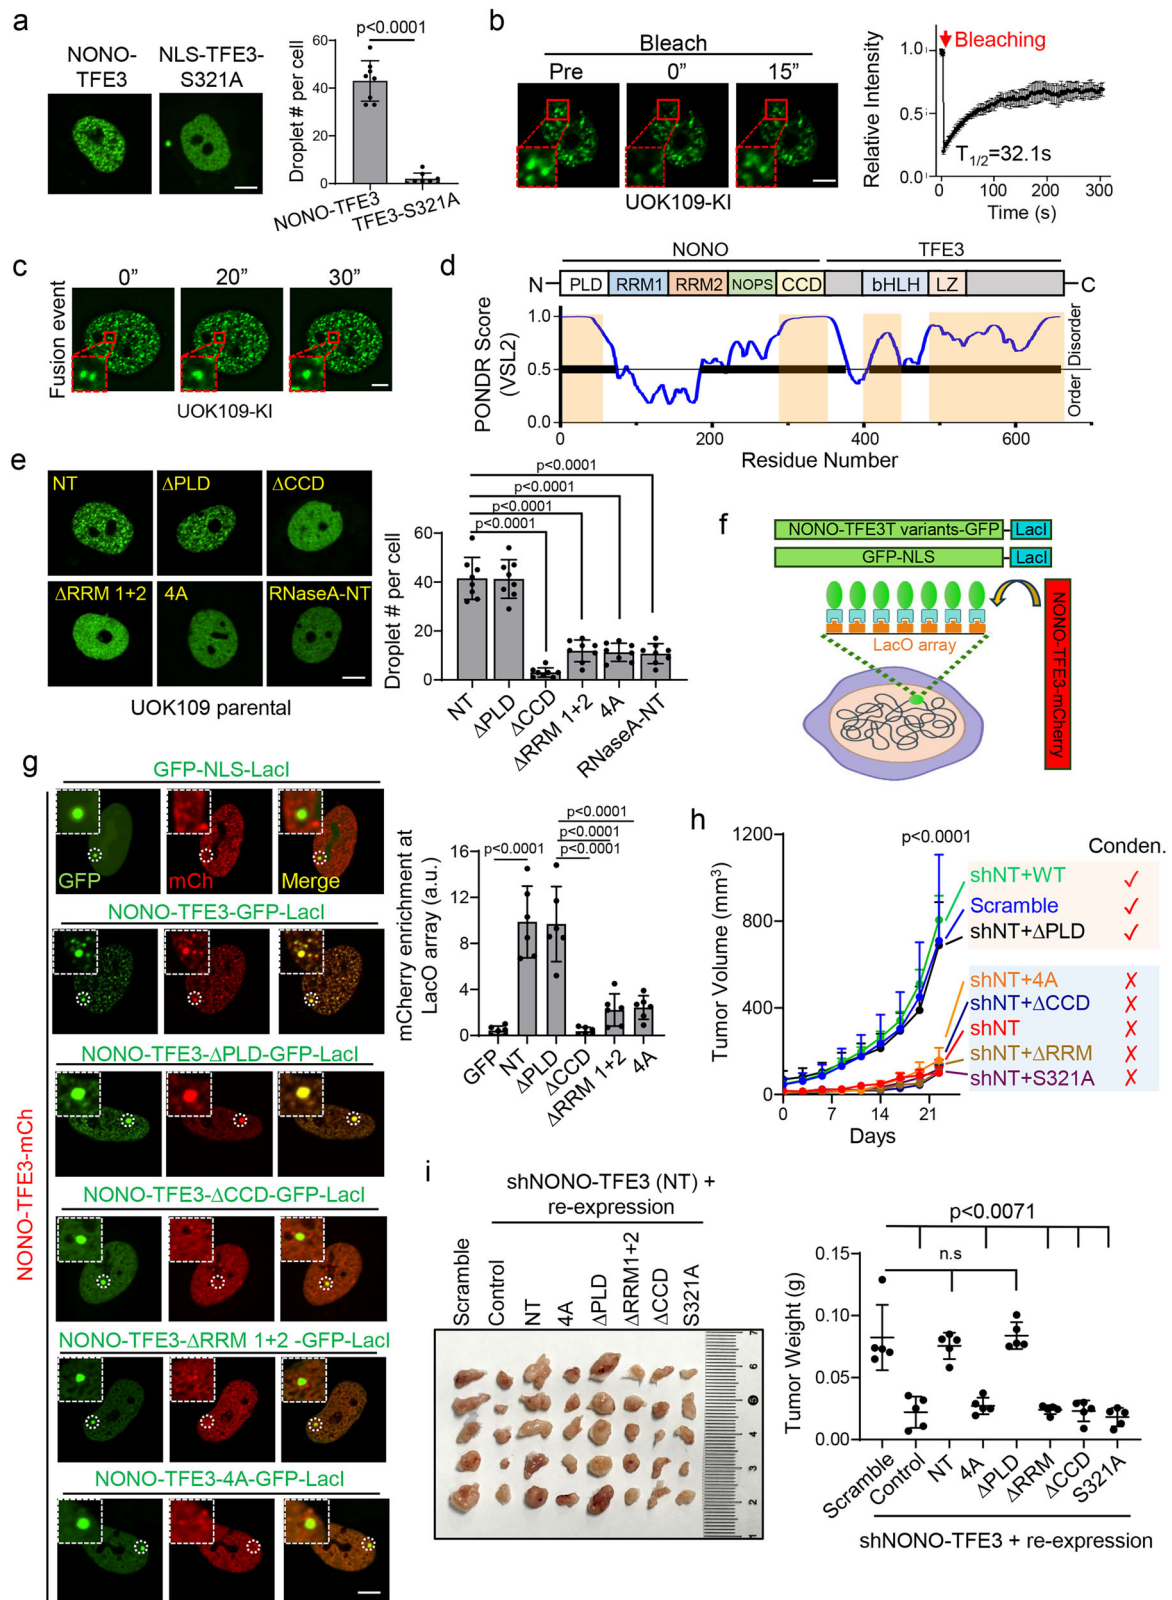 a
NONO-
TFE3
NLS-TFE3-
S321A
p<0.0001
Droplet # per cell
60
40
20
0
NONO-TFE3
TFE3-S321A
b
Bleach
Pre
0”
15”
UOK109-KI
Bleaching
Relative Intensity
1.0
0.5
0.0
T1/2=32.1s
0
100
200
300
Time (s)
c
0”
20”
30”
Fusion event
UOK109-KI
d
NONO
TFE3
N
PLD
RRM1
RRM2
NOPS
CCD
bHLH
LZ
C
PONDR Score
(VSL2)
1.0
0.5
0.0
Disorder
Order
0
200
400
600
Residue Number
e
NT
ΔPLD
ΔCCD
ΔRRM 1+2
4A
RNaseA-NT
UOK109 parental
p<0.0001
p<0.0001
p<0.0001
p<0.0001
Droplet # per cell
60
40
20
0
NT
ΔPLD
ΔCCD
ΔRRM 1+2
4A
RNaseA-NT
f
NONO-TFE3T variants-GFP
LacI
GFP-NLS
LacI
LacO array
NONO-TFE3-mCherry
g
NONO-TFE3-mCh
GFP-NLS-LacI
GFP
mCh
Merge
NONO-TFE3-GFP-LacI
NONO-TFE3-ΔPLD-GFP-LacI
NONO-TFE3-ΔCCD-GFP-LacI
NONO-TFE3-ΔRRM 1+2 -GFP-LacI
NONO-TFE3-4A-GFP-LacI
mCherry enrichment at
LacO array (a.u.)
16
12
8
4
0
p<0.0001
p<0.0001
p<0.0001
p<0.0001
GFP
NT
ΔPLD
ΔCCD
ΔRRM 1+2
4A
h
Tumor Volume (mm3)
1200
800
400
0
0
7
14
21
Days
p<0.0001
Conden.
shNT+WT ✓
Scramble ✓
shNT+ΔPLD ✓
shNT+4A ✗
shNT+ΔCCD ✗
shNT ✗
shNT+ΔRRM ✗
shNT+S321A ✗
i
shNONO-TFE3 (NT) +
re-expression
Scramble
Control
NT
4A
ΔPLD
ΔRRM1+2
ΔCCD
S321A
7
6
5
4
3
2
1
p<0.0071
n.s
Tumor Weight (g)
0.15
0.10
0.05
0.00
Scramble
Control
NT
4A
ΔPLD
ΔRRM
ΔCCD
S321A
shNONO-TFE3 + re-expression